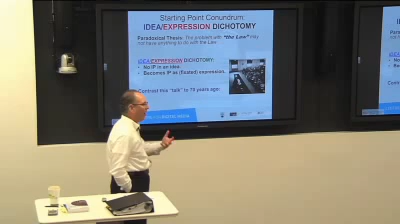 Starting Point Conundrum:
IDEA/EXPRESSION DICHOTOMY
Paradoxical Thesis: The problem with "the Law" may
not have anything to do with the Law.
IDEA/EXPRESSION DICHOTOMY:
• No IP in an idea.
• Becomes IP as (fixated) expression.
Contrast this "talk" to 70 years ago: